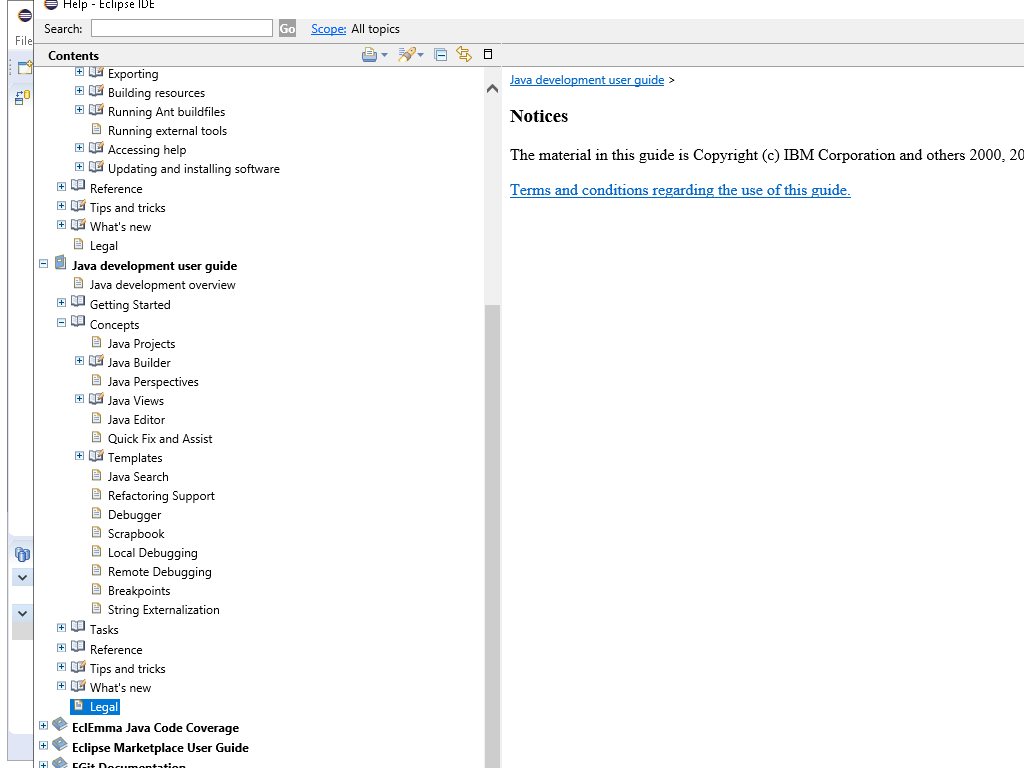 Help - Eclipse IDE
File
Search:
Go
Scope: All topics
Contents
Exporting
Building resources
Running Ant buildfiles
Running external tools
Accessing help
Updating and installing software
Reference
Tips and tricks
What's new
Legal
Java development user guide
Java development overview
Getting Started
Concepts
Java Projects
Java Builder
Java Perspectives
Java Views
Java Editor
Quick Fix and Assist
Templates
Java Search
Refactoring Support
Debugger
Scrapbook
Local Debugging
Remote Debugging
Breakpoints
String Externalization
Tasks
Reference
Tips and tricks
What's new
Legal
EclEmma Java Code Coverage
Eclipse Marketplace User Guide
EGit Documentation
Java development user guide >
Notices
The material in this guide is Copyright (c) IBM Corporation and others 2000, 20
Terms and conditions regarding the use of this guide.